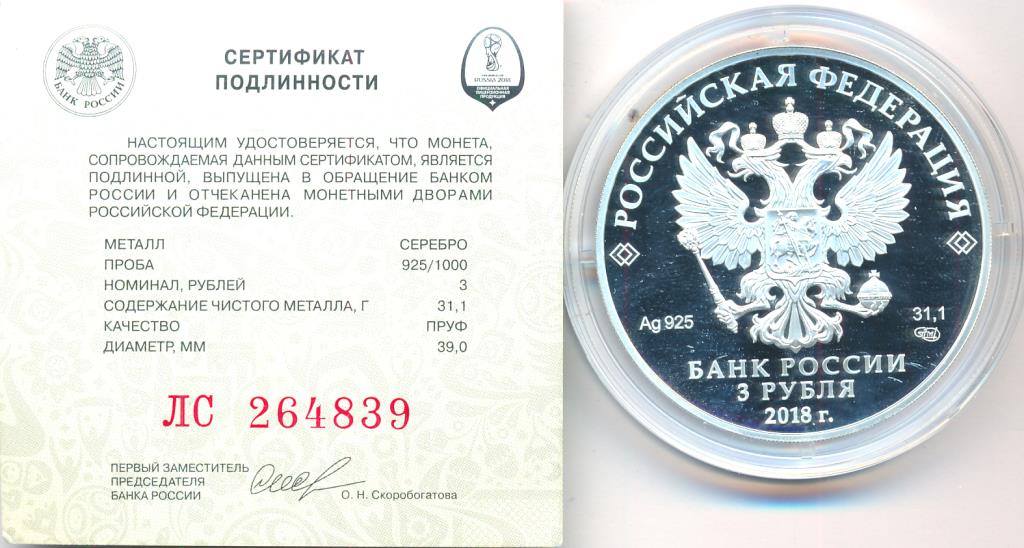 БАНК РОССИИ
СЕРТИФИКАТ
ПОДЛИННОСТИ
RUSSIA 2018
ОФИЦИАЛЬНАЯ
ЛИЦЕНЗИОННАЯ
ПРОДУКЦИЯ
НАСТОЯЩИМ УДОСТОВЕРЯЕТСЯ, ЧТО МОНЕТА,
СОПРОВОЖДАЕМАЯ ДАННЫМ СЕРТИФИКАТОМ, ЯВЛЯЕТСЯ
ПОДЛИННОЙ, ВЫПУЩЕНА В ОБРАЩЕНИЕ БАНКОМ
РОССИИ И ОТЧЕКАНЕНА МОНЕТНЫМИ ДВОРАМИ
РОССИЙСКОЙ ФЕДЕРАЦИИ.
МЕТАЛЛ СЕРЕБРО
ПРОБА 925/1000
НОМИНАЛ, РУБЛЕЙ 3
СОДЕРЖАНИЕ ЧИСТОГО МЕТАЛЛА, Г 31,1
КАЧЕСТВО ПРУФ
ДИАМЕТР, ММ 39,0
ЛС 264839
ПЕРВЫЙ ЗАМЕСТИТЕЛЬ
ПРЕДСЕДАТЕЛЯ
БАНКА РОССИИ
О. Н. Скоробогатова
РОССИЙСКАЯ ФЕДЕРАЦИЯ
Ag 925
31,1
БАНК РОССИИ
3 РУБЛЯ
2018 г.